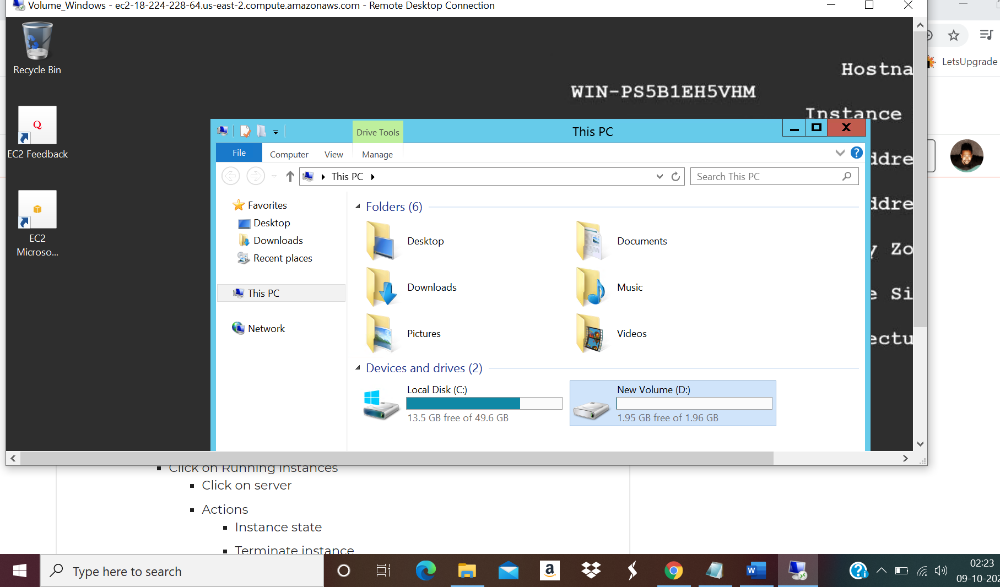 Volume_Windows - ec2-18-224-228-64.us-east-2.compute.amazonaws.com - Remote Desktop Connection
Recycle Bin
LetsUpgrade
Hostna
WIN-PS5B1EH5VHM
Instance
EC2 Feedback
Drive Tools
This PC
File
Computer
View
Manage
ddre
This PC
Search This PC
Favorites
Folders (6)
ddre
Desktop
Downloads
Recent places
EC2
Microso...
Desktop
Documents
y Zo
Downloads
Music
This PC
e Si
Network
Pictures
Videos
ectu
Devices and drives (2)
Local Disk (C:)
13.5 GB free of 49.6 GB
New Volume (D:)
1.95 GB free of 1.96 GB
Click on Running Instances
Click on server
Actions
Instance state
Terminate instance
Type here to search
02:23
09-10-202